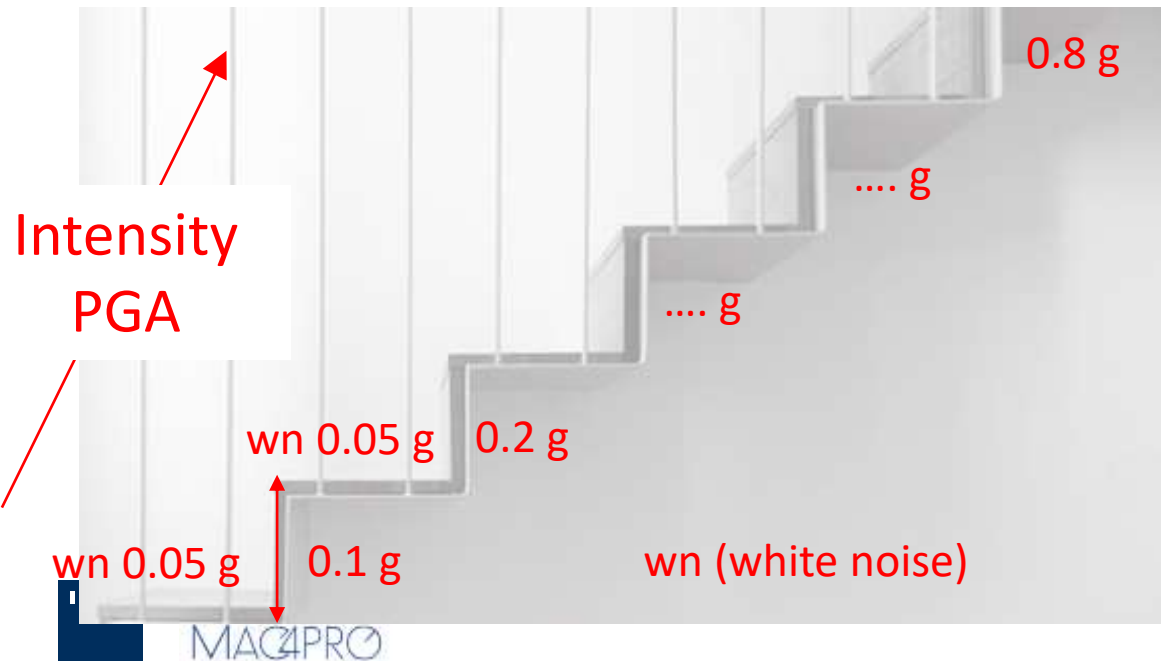 0.8 g
.... g
Intensity
PGA
.... g
wn 0.05 g
0.2 g
wn 0.05 g
0.1 g
wn (white noise)
MAC4PRO